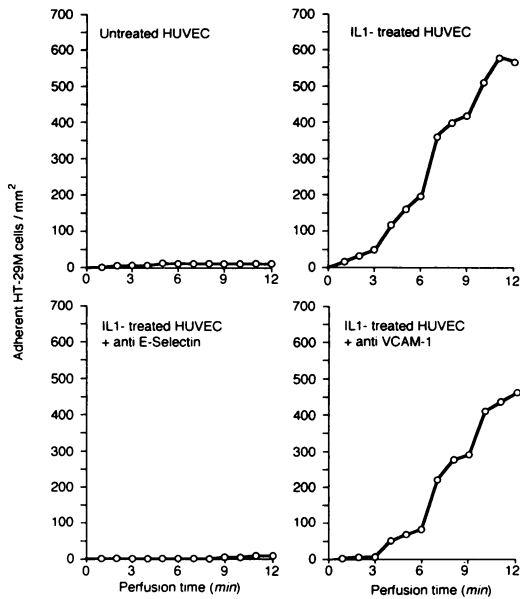 Adherent HT-29M cells / mm²
Untreated HUVEC
700
600
500
400
300
200
100
0
0 3 6 9 12
IL1- treated HUVEC
700
600
500
400
300
200
100
0
0 3 6 9 12
IL1- treated HUVEC
+ anti E-Selectin
700
600
500
400
300
200
100
0
0 3 6 9 12
Perfusion time (min)
IL1- treated HUVEC
+ anti VCAM-1
700
600
500
400
300
200
100
0
0 3 6 9 12
Perfusion time (min)